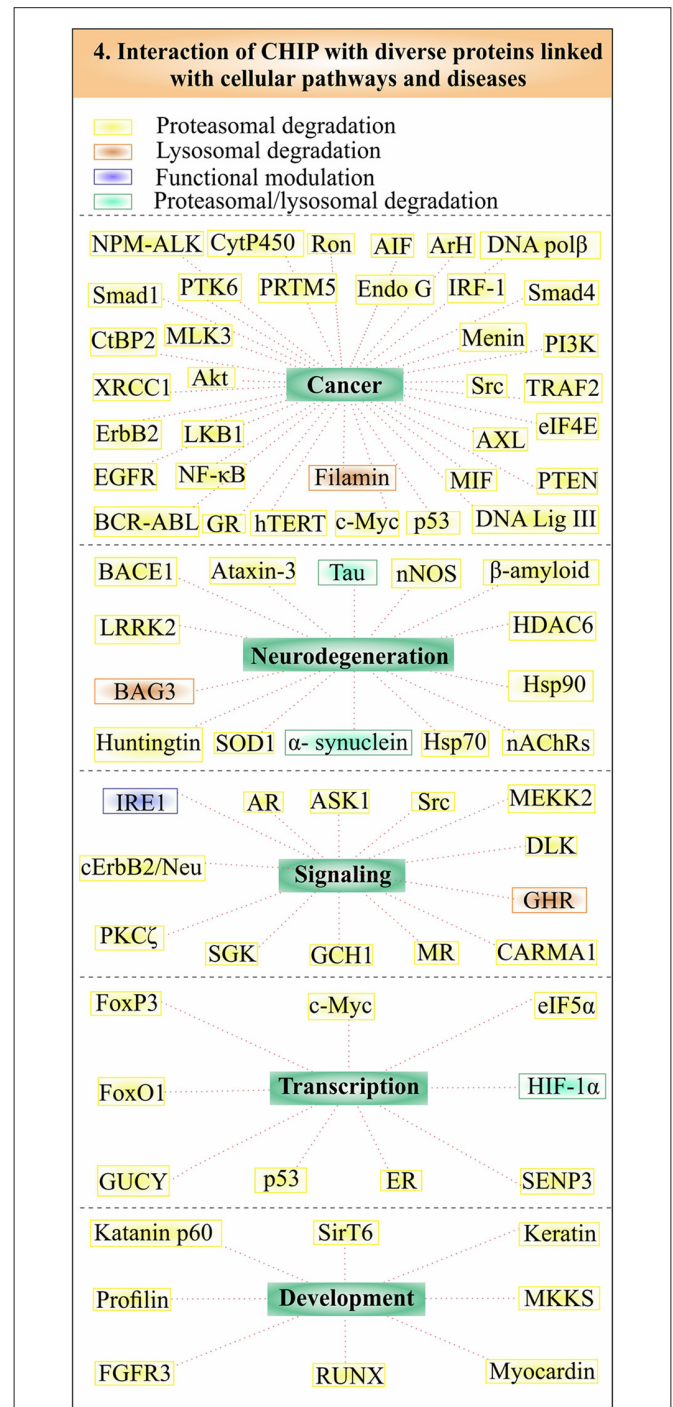 4. Interaction of CHIP with diverse proteins linked
with cellular pathways and diseases
Proteasomal degradation
Lysosomal degradation
Functional modulation
Proteasomal/lysosomal degradation
NPM-ALK CytP450 Ron AIF ArH DNA polβ
Smad1 PTK6 PRTM5 Endo G IRF-1 Smad4
CtBP2 MLK3 Menin PI3K
XRCC1 Akt Cancer Src TRAF2
ErbB2 LKB1 AXL eIF4E
EGFR NF-κB Filamin MIF PTEN
BCR-ABL GR hTERT c-Myc p53 DNA Lig III
BACE1 Ataxin-3 Tau nNOS β-amyloid
LRRK2 HDAC6
Neurodegeneration
BAG3 Hsp90
Huntingtin SOD1 α- synuclein Hsp70 nAChRs
IRE1 AR ASK1 Src MEKK2
cErbB2/Neu Signaling DLK
GHR
PKCζ SGK GCH1 MR CARMA1
FoxP3 c-Myc eIF5α
FoxO1 Transcription HIF-1α
GUCY p53 ER SENP3
Katanin p60 SirT6 Keratin
Profilin Development MKKS
FGFR3 RUNX Myocardin